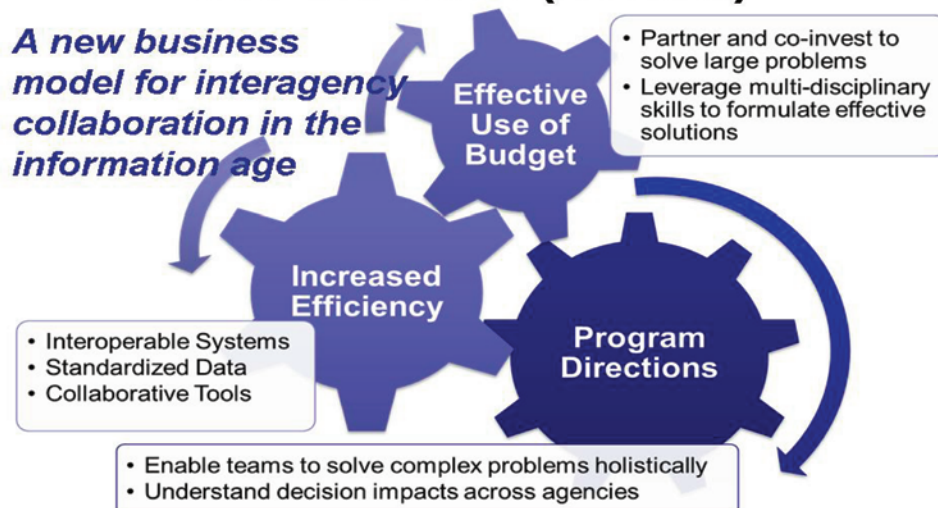 A new business
model for interagency
collaboration in the
information age
Effective
Use of
Budget
• Partner and co-invest to
solve large problems
• Leverage multi-disciplinary
skills to formulate effective
solutions
Increased
Efficiency
• Interoperable Systems
• Standardized Data
• Collaborative Tools
Program
Directions
• Enable teams to solve complex problems holistically
• Understand decision impacts across agencies